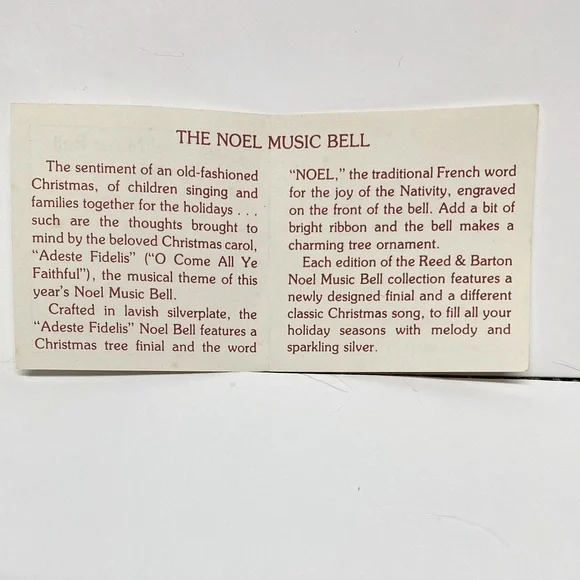 THE NOEL MUSIC BELL
The sentiment of an old-fashioned
Christmas, of children singing and
families together for the holidays . . .
such are the thoughts brought to
mind by the beloved Christmas carol,
"Adeste Fidelis" ("O Come All Ye
Faithful"), the musical theme of this
year's Noel Music Bell.
Crafted in lavish silverplate, the
"Adeste Fidelis" Noel Bell features a
Christmas tree finial and the word
"NOEL," the traditional French word
for the joy of the Nativity, engraved
on the front of the bell. Add a bit of
bright ribbon and the bell makes a
charming tree ornament.
Each edition of the Reed & Barton
Noel Music Bell collection features a
newly designed finial and a different
classic Christmas song, to fill all your
holiday seasons with melody and
sparkling silver.